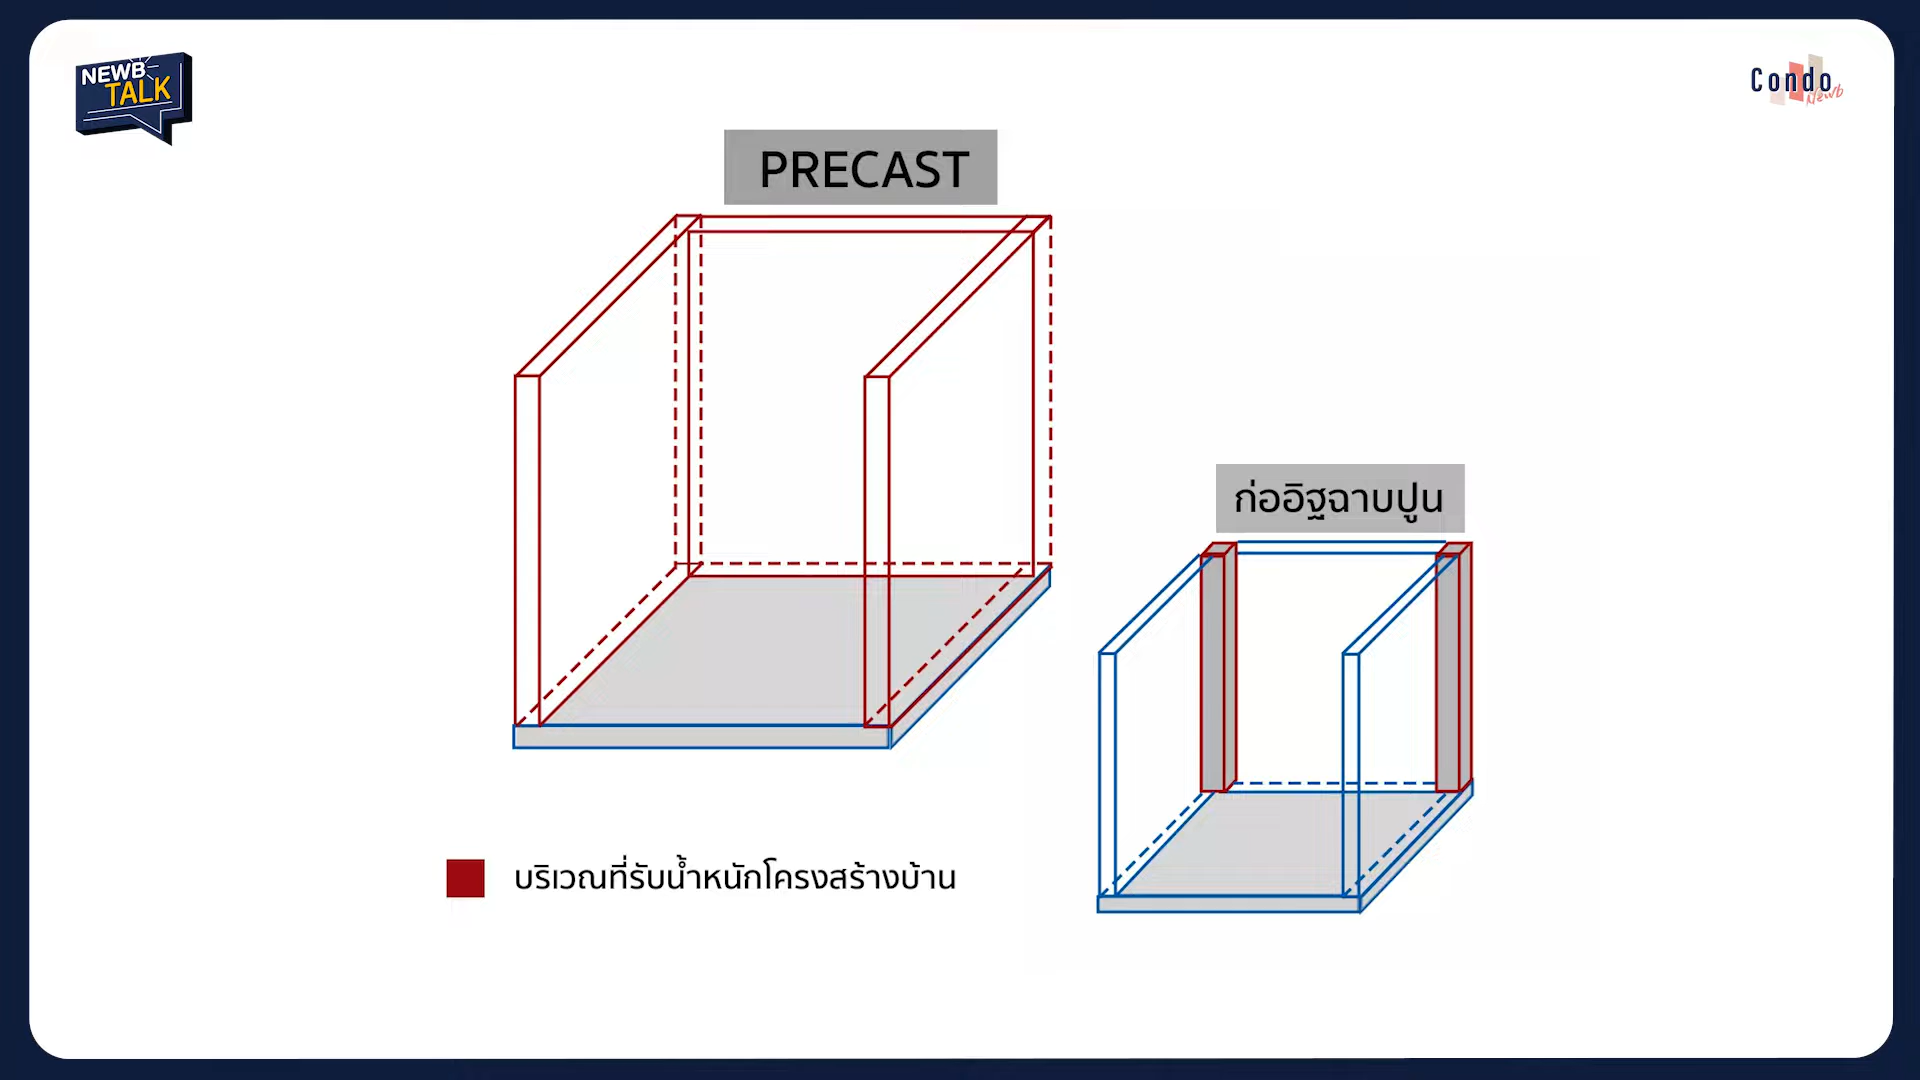 NEWB
TALK
Condo
Newb
PRECAST
ก่ออิฐฉาบปูน
บริเวณที่รับน้ำหนักโครงสร้างบ้าน